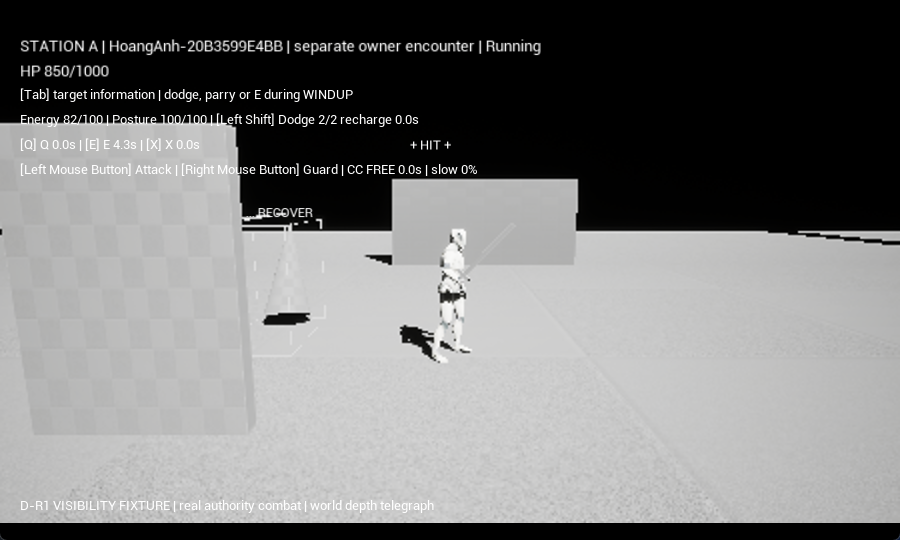 STATION A | HoangAnh-20B3599E4BB | separate owner encounter | Running
HP 850/1000
[Tab] target information | dodge, parry or E during WINDUP
Energy 82/100 | Posture 100/100 | [Left Shift] Dodge 2/2 recharge 0.0s
[Q] Q 0.0s | [E] E 4.3s | [X] X 0.0s
+ HIT +
[Left Mouse Button] Attack | [Right Mouse Button] Guard | CC FREE 0.0s | slow 0%
RECOVER
D-R1 VISIBILITY FIXTURE | real authority combat | world depth telegraph